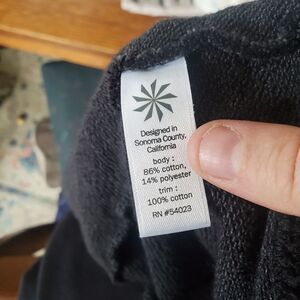 Designed in
Sonoma County,
California
body :
86% cotton,
14% polyester
trim :
100% cotton
RN #54023